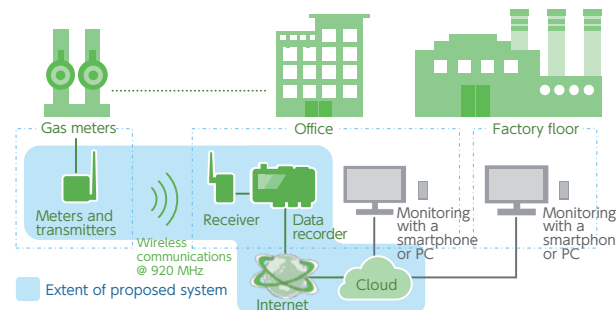 Gas meters
Office
Factory floor
Meters and
transmitters
Wireless
communications
@ 920 MHz
Receiver
Data
recorder
Monitoring
with a
smartphone
or PC
Monitoring
with a
smartphon
or PC
Internet
Cloud
Extent of proposed system